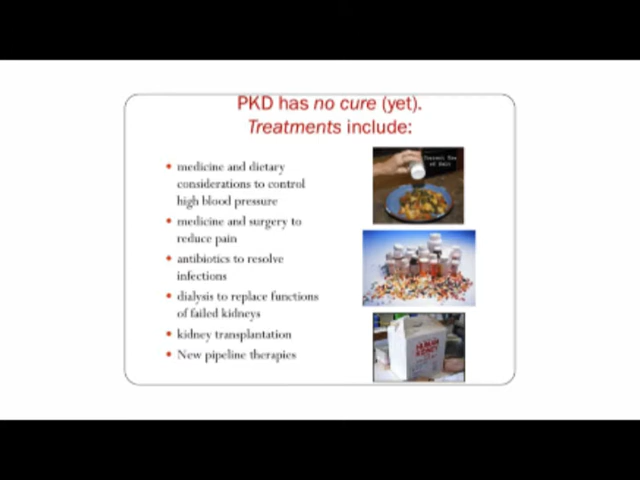 PKD has no cure (yet).
Treatments include:
• medicine and dietary
considerations to control
high blood pressure
• medicine and surgery to
reduce pain
• antibiotics to resolve
infections
• dialysis to replace functions
of failed kidneys
• kidney transplantation
• New pipeline therapies
HUMAN
KIDNEY